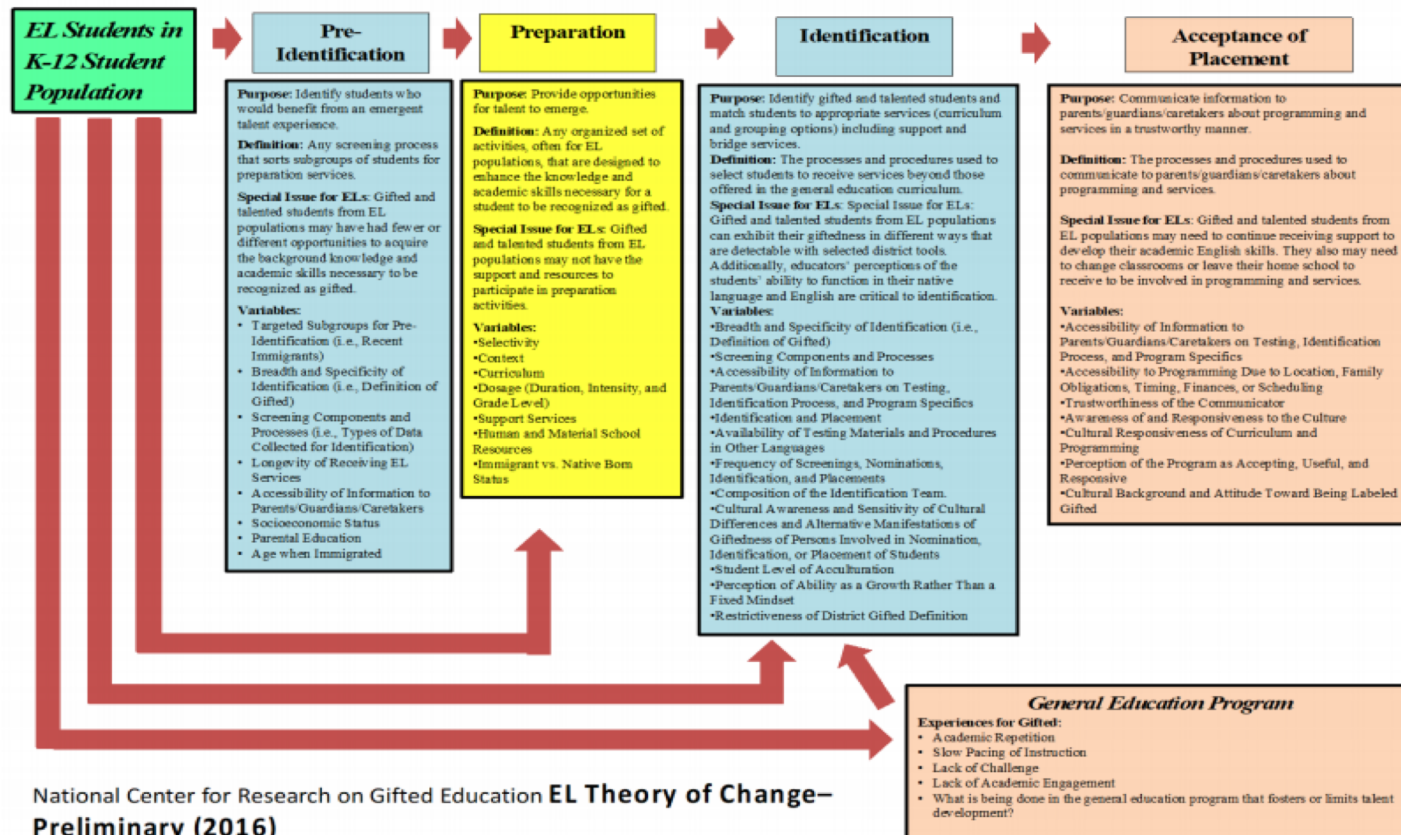 EL Students in
K-12 Student
Population
Pre-
Identification
Purpose: Identify students who
would benefit from an emergent
talent experience.
Definition: Any screening process
that sorts subgroups of students for
preparation services.
Special Issue for ELs: Gifted and
talented students from EL
populations may have had fewer or
different opportunities to acquire
the background knowledge and
academic skills necessary to be
recognized as gifted.
Variables:
• Targeted Subgroups for Pre-
Identification (i.e., Recent
Immigrants)
• Breadth and Specificity of
Identification (i.e., Definition of
Gifted)
• Screening Components and
Processes (i.e., Types of Data
Collected for Identification)
• Longevity of Receiving EL
Services
• Accessibility of Information to
Parents/Guardians/Caretakers
• Socioeconomic Status
• Parental Education
• Age when Immigrated
Preparation
Purpose: Provide opportunities
for talent to emerge.
Definition: Any organized set of
activities, often for EL
populations, that are designed to
enhance the knowledge and
academic skills necessary for a
student to be recognized as gifted.
Special Issue for ELs: Gifted
and talented students from EL
populations may not have the
support and resources to
participate in preparation
activities.
Variables:
•Selectivity
•Context
•Curriculum
•Dosage (Duration, Intensity, and
Grade Level)
•Support Services
•Human and Material School
Resources
•Immigrant vs. Native Born
Status
Identification
Purpose: Identify gifted and talented students and
match students to appropriate services (curriculum
and grouping options) including support and
bridge services.
Definition: The processes and procedures used to
select students to receive services beyond those
offered in the general education curriculum.
Special Issue for ELs: Special Issue for ELs:
Gifted and talented students from EL populations
can exhibit their giftedness in different ways that
are detectable with selected district tools.
Additionally, educators' perceptions of the
students' ability to function in their native
language and English are critical to identification.
Variables:
•Breadth and Specificity of Identification (i.e.,
Definition of Gifted)
•Screening Components and Processes
•Accessibility of Information to
Parents/Guardians/Caretakers on Testing,
Identification Process, and Program Specifics
•Identification and Placement
•Availability of Testing Materials and Procedures
in Other Languages
•Frequency of Screenings, Nominations,
Identification, and Placements
•Composition of the Identification Team.
•Cultural Awareness and Sensitivity of Cultural
Differences and Alternative Manifestations of
Giftedness of Persons Involved in Nomination,
Identification, or Placement of Students
•Student Level of Acculturation
•Perception of Ability as a Growth Rather Than a
Fixed Mindset
•Restrictiveness of District Gifted Definition
Acceptance of
Placement
Purpose: Communicate information to
parents/guardians/caretakers about programming and
services in a trustworthy manner.
Definition: The processes and procedures used to
communicate to parents/guardians/caretakers about
programming and services.
Special Issue for ELs: Gifted and talented students from
EL populations may need to continue receiving support to
develop their academic English skills. They also may need
to change classrooms or leave their home school to
receive to be involved in programming and services.
Variables:
•Accessibility of Information to
Parents/Guardians/Caretakers on Testing, Identification
Process, and Program Specifics
•Accessibility to Programming Due to Location, Family
Obligations, Timing, Finances, or Scheduling
•Trustworthiness of the Communicator
•Awareness of and Responsiveness to the Culture
•Cultural Responsiveness of Curriculum and
Programming
•Perception of the Program as Accepting, Useful, and
Responsive
•Cultural Background and Attitude Toward Being Labeled
Gifted
General Education Program
Experiences for Gifted:
• Academic Repetition
• Slow Pacing of Instruction
• Lack of Challenge
• Lack of Academic Engagement
• What is being done in the general education program that fosters or limits talent
development?
National Center for Research on Gifted Education EL Theory of Change–
Preliminary (2016)